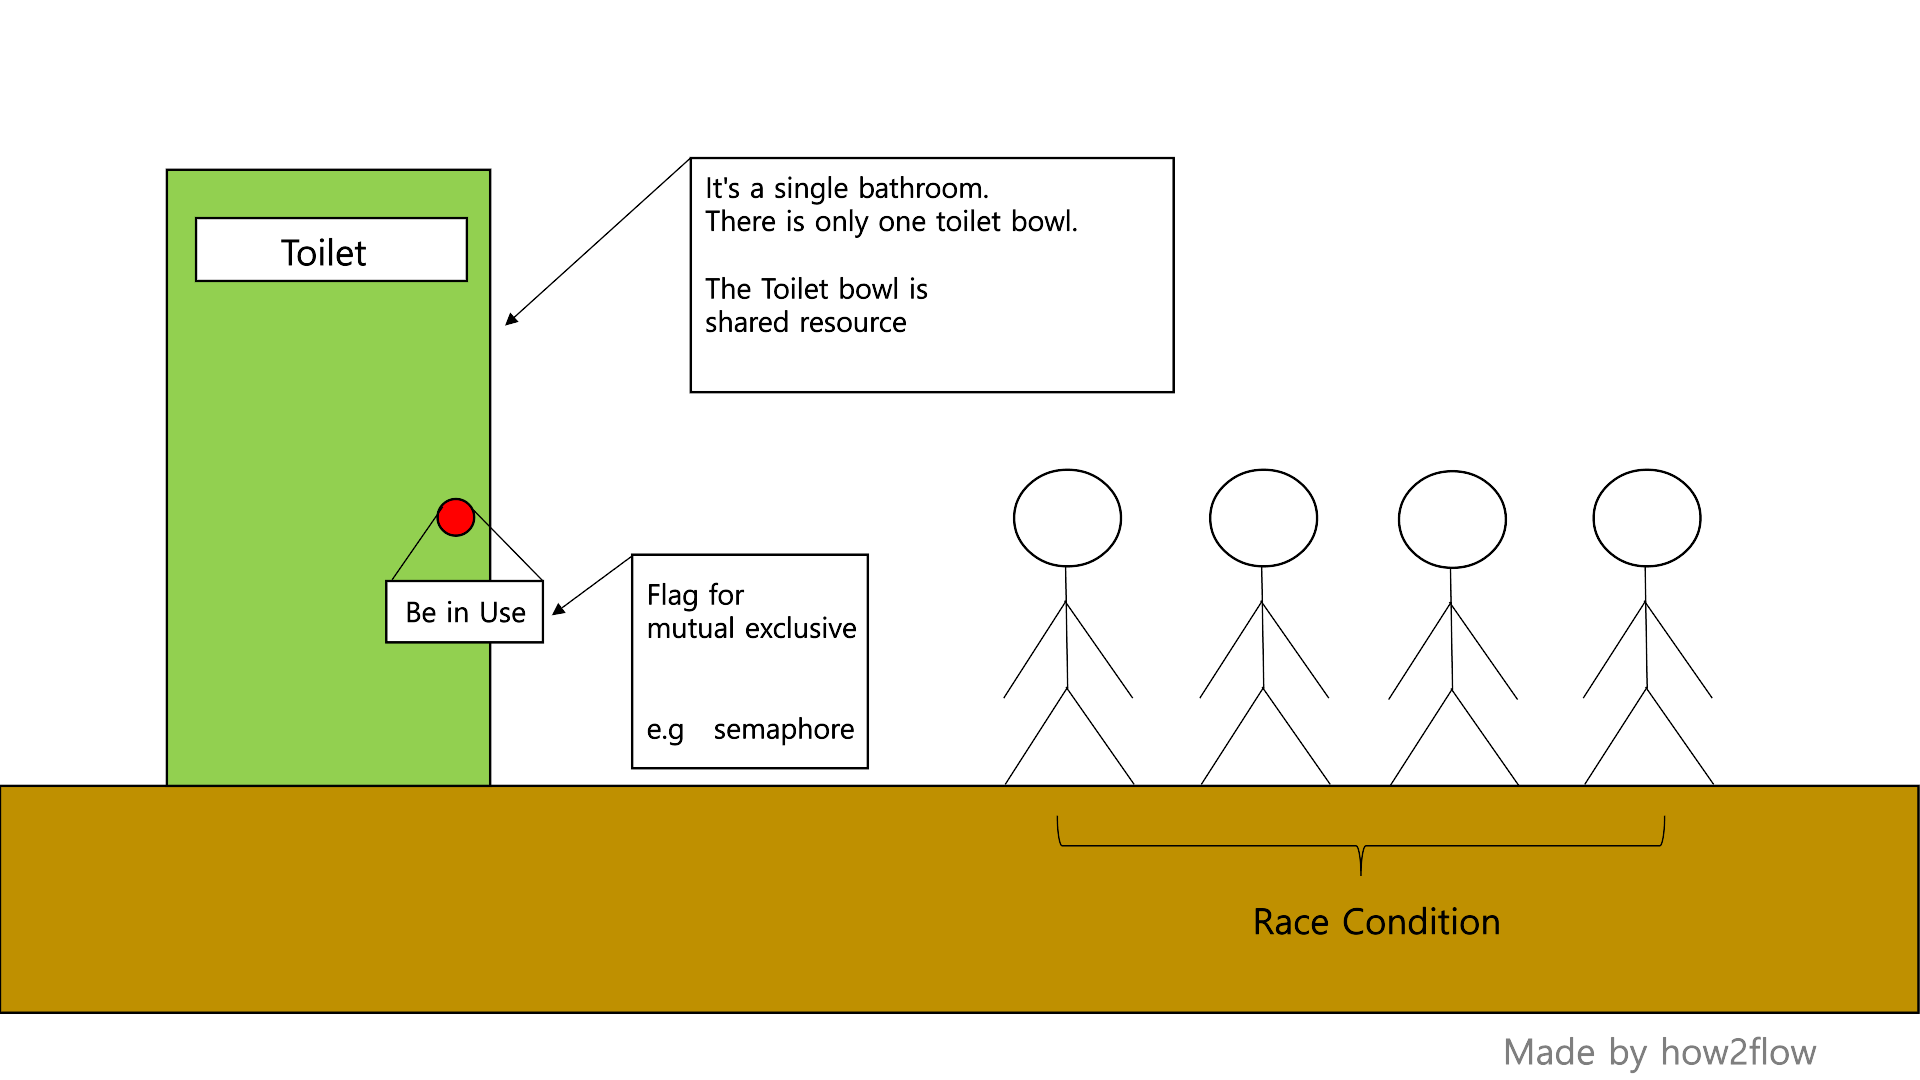 Toilet
It's a single bathroom.
There is only one toilet bowl.
The Toilet bowl is
shared resource
Be in Use
Flag for
mutual exclusive
e.g semaphore
Race Condition
Made by how2flow